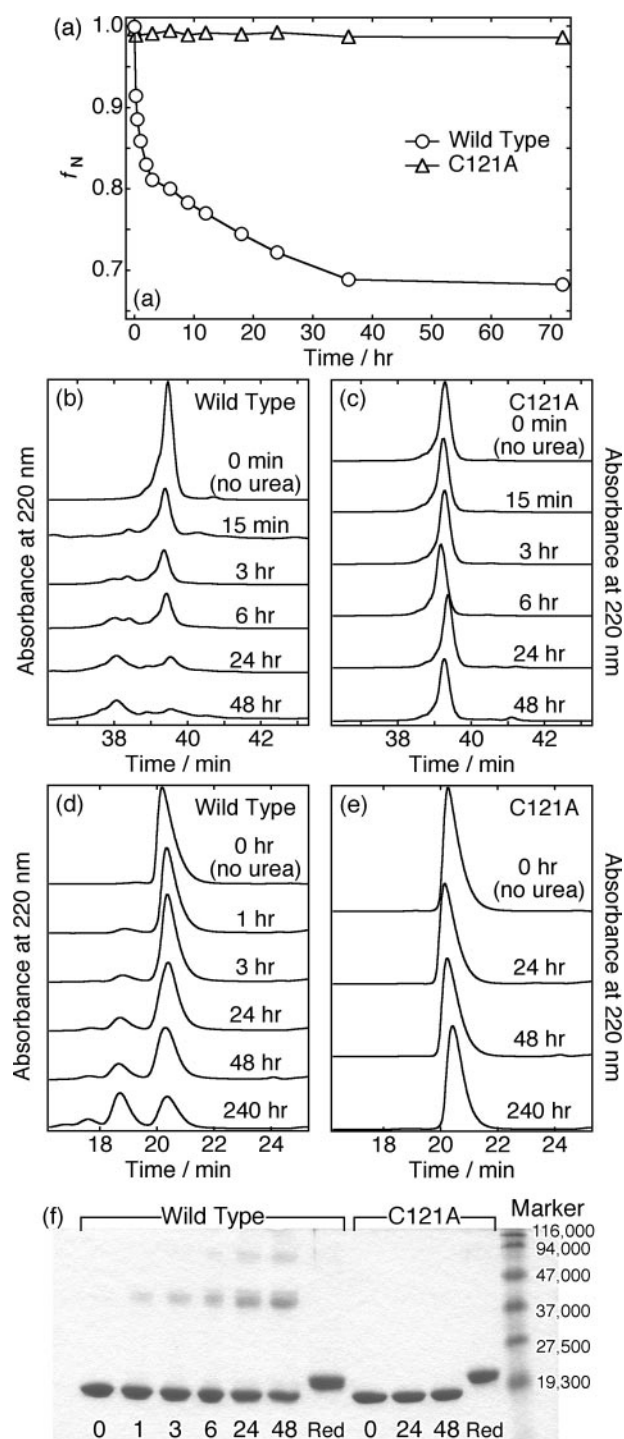 (a)
1.0
0.9
0.8
0.7
f_N
Wild Type
C121A
(a)
0 10 20 30 40 50 60 70
Time / hr
(b) Wild Type
0 min
(no urea)
15 min
3 hr
6 hr
24 hr
48 hr
Absorbance at 220 nm
38 40 42
Time / min
(c) C121A
0 min
(no urea)
15 min
3 hr
6 hr
24 hr
48 hr
Absorbance at 220 nm
38 40 42
Time / min
(d) Wild Type
0 hr
(no urea)
1 hr
3 hr
24 hr
48 hr
240 hr
Absorbance at 220 nm
18 20 22 24
Time / min
(e) C121A
0 hr
(no urea)
24 hr
48 hr
240 hr
Absorbance at 220 nm
18 20 22 24
Time / min
(f) Wild Type C121A Marker
116,000
94,000
47,000
37,000
27,500
19,300
0 1 3 6 24 48 Red 0 24 48 Red